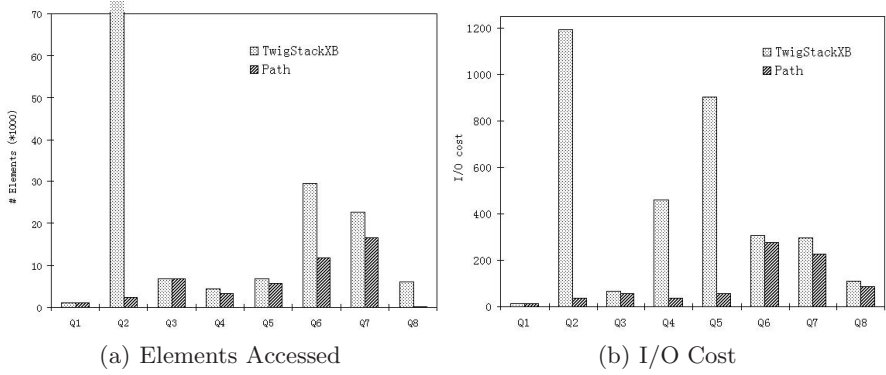 70
60
50
40
30
20
10
0
# Elements (*1000)
TwigStackXB
Path
Q1 Q2 Q3 Q4 Q5 Q6 Q7 Q8
(a) Elements Accessed
1200
1000
800
600
400
200
0
I/O cost
TwigStackXB
Path
Q1 Q2 Q3 Q4 Q5 Q6 Q7 Q8
(b) I/O Cost